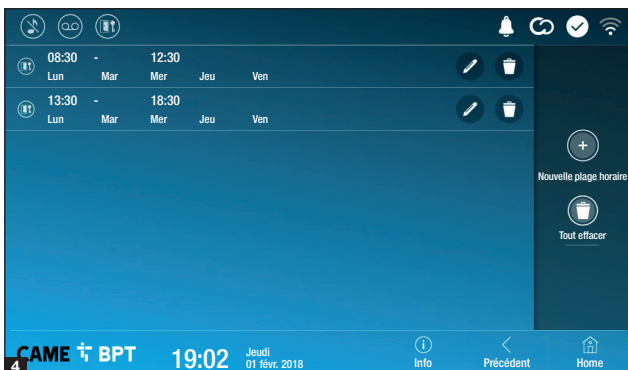 08:30 - 12:30
Lun Mar Mer Jeu Ven
13:30 - 18:30
Lun Mar Mer Jeu Ven
Nouvelle plage horaire
Tout effacer
4
CAME BPT
19:02
Jeudi
01 févr. 2018
Info
Précédent
Home